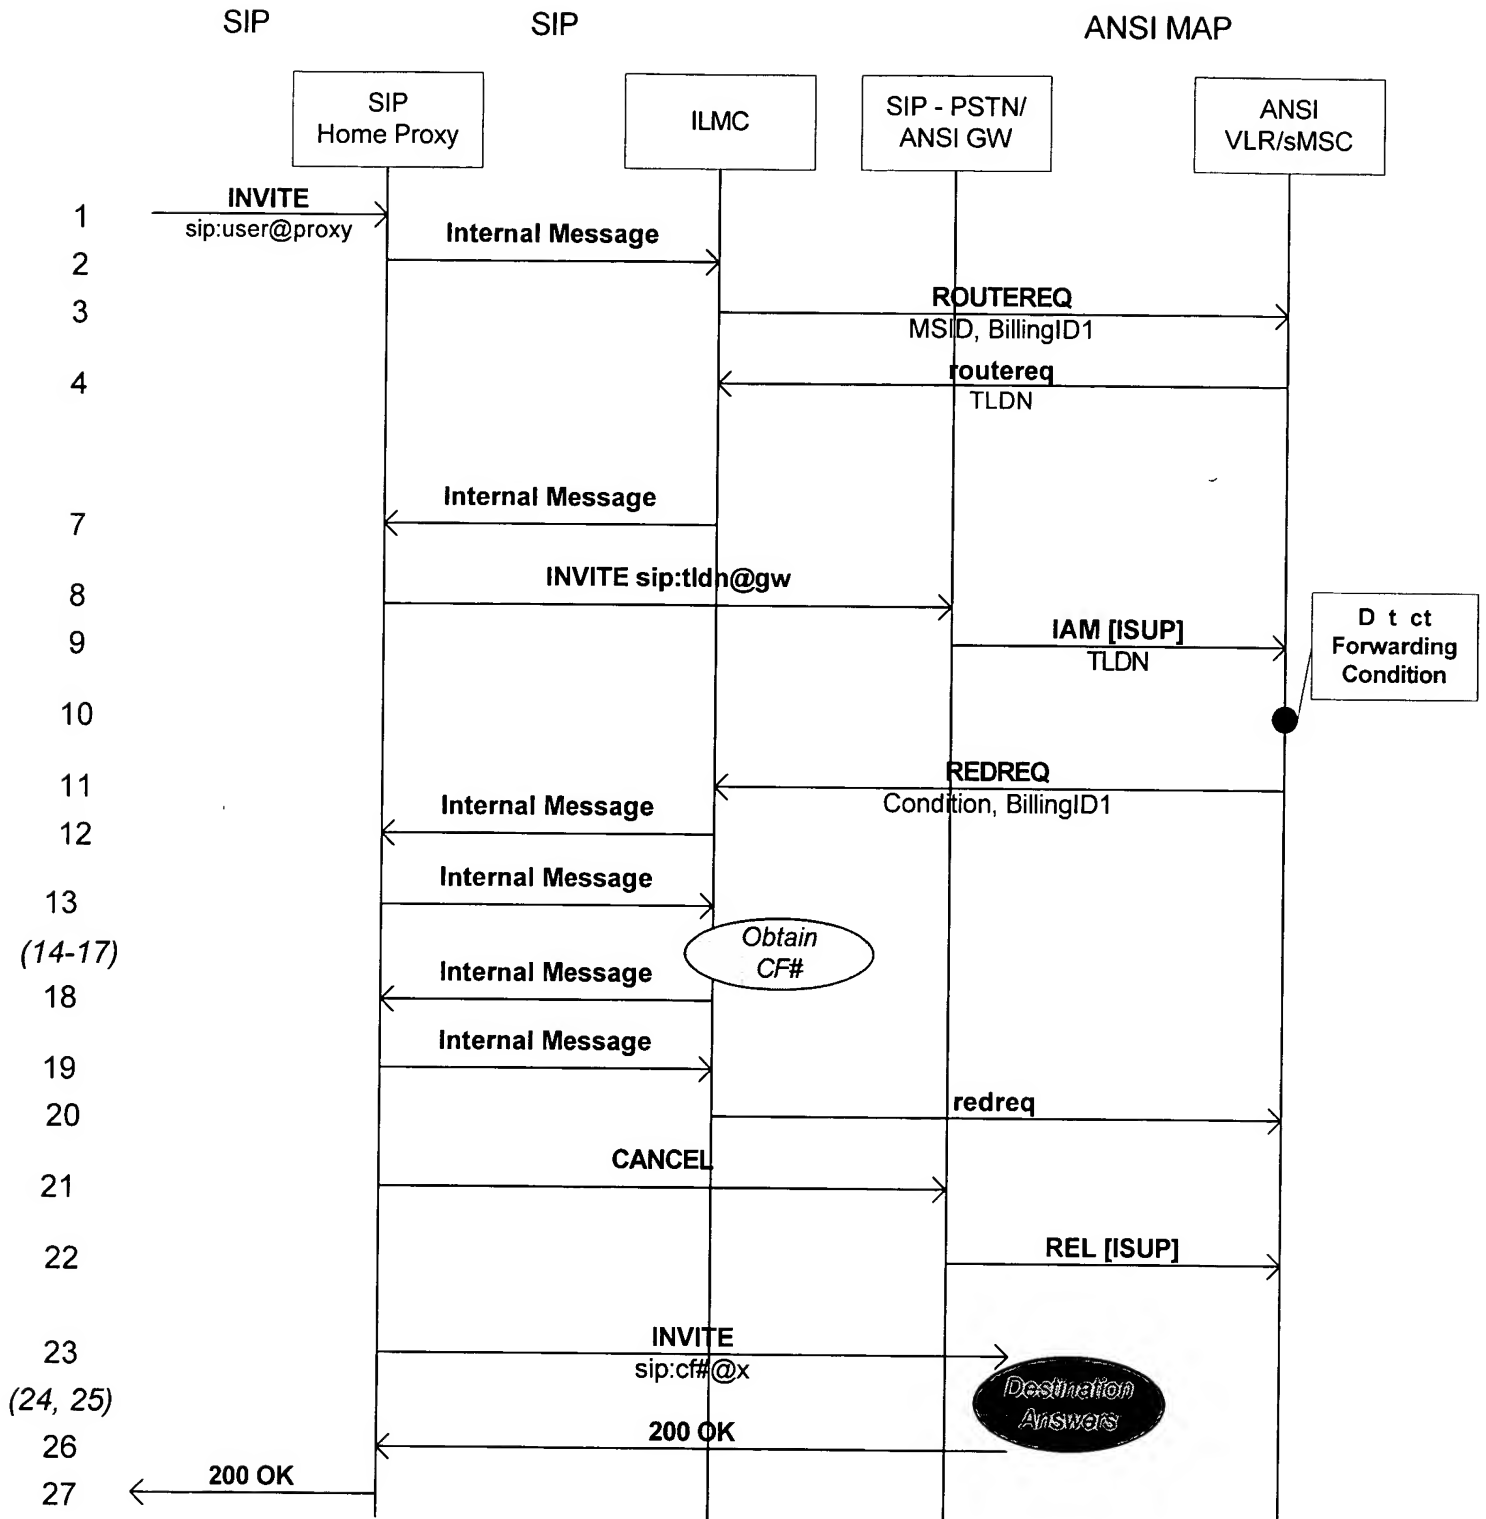 SIP
SIP
ANSI MAP
SIP
Home Proxy
ILMC
SIP - PSTN/
ANSI GW
ANSI
VLR/sMSC
1
INVITE
sip:user@proxy
2
Internal Message
3
ROUTEREQ
MSID, BillingID1
4
routereq
TLDN
7
Internal Message
8
INVITE sip:tldn@gw
9
IAM [ISUP]
TLDN
D t ct
Forwarding
Condition
10
11
REDREQ
Condition, BillingID1
12
Internal Message
13
Internal Message
(14-17)
Obtain
CF#
18
Internal Message
19
Internal Message
20
redreq
21
CANCEL
22
REL [ISUP]
23
INVITE
sip:cf#@x
(24, 25)
Destination
Answers
26
200 OK
27
200 OK